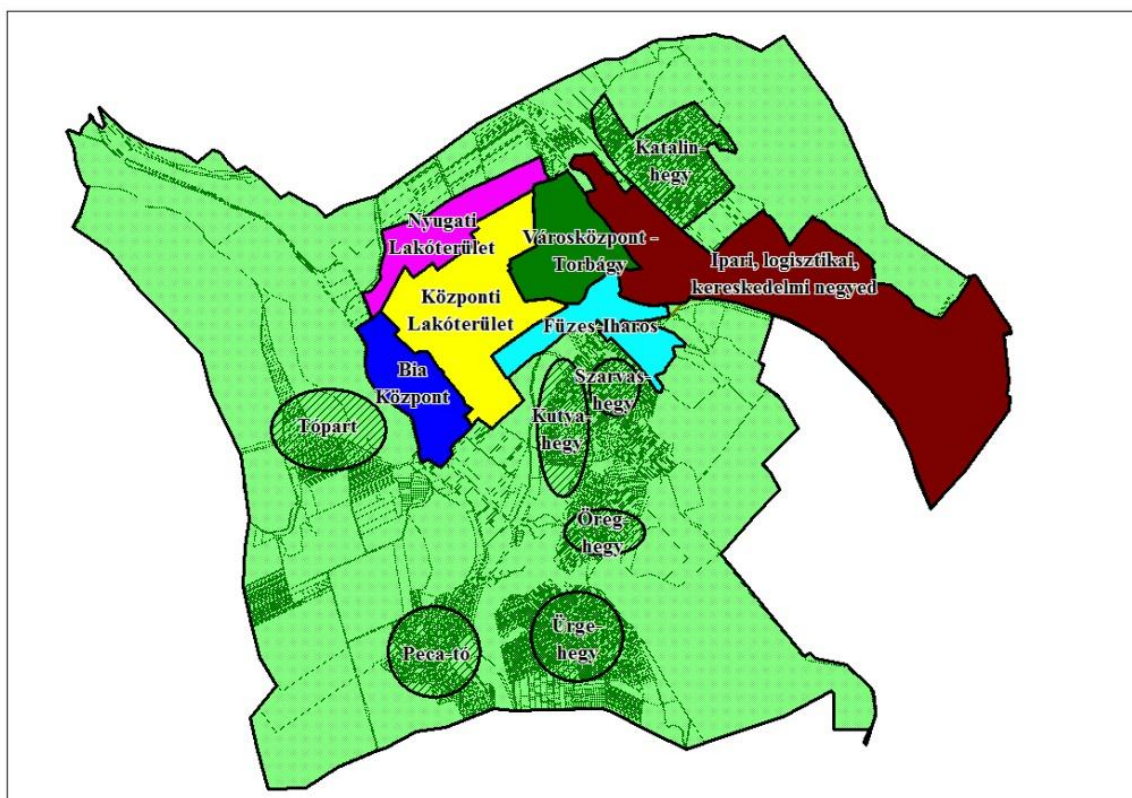 Katalin-
hegy
Nyugati
Lakóterület
Városközpont -
Torbágy
Ipari, logisztikai,
kereskedelmi negyed
Központi
Lakóterület
Füzes-Iharos
Bia
Központ
Szarvas-
hegy
Kutya-
hegy
Tópart
Öreg-
hegy
Ürge-
hegy
Peca-tó